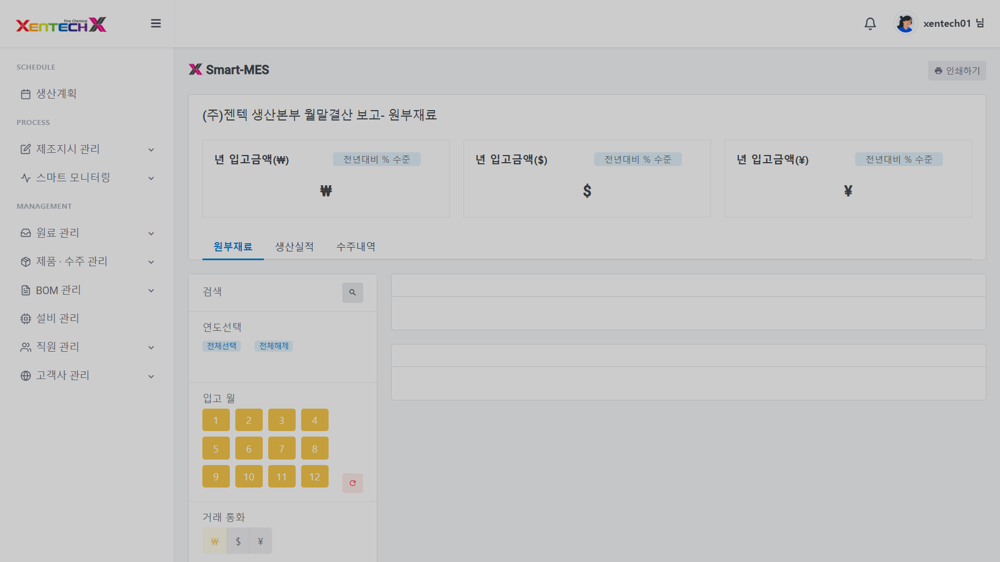 Fine Chemical
XENTECH X
xentech01 님
SCHEDULE
생산계획
PROCESS
제조지시 관리
스마트 모니터링
MANAGEMENT
원료 관리
제품 · 수주 관리
BOM 관리
설비 관리
직원 관리
고객사 관리
X Smart-MES
인쇄하기
(주)젠텍 생산본부 월말결산 보고- 원부재료
년 입고금액(₩) 전년대비 % 수준
₩
년 입고금액($) 전년대비 % 수준
$
년 입고금액(¥) 전년대비 % 수준
¥
원부재료 생산실적 수주내역
검색
연도선택
전체선택 전체해제
입고 월
1 2 3 4
5 6 7 8
9 10 11 12
거래 통화
₩ $ ¥